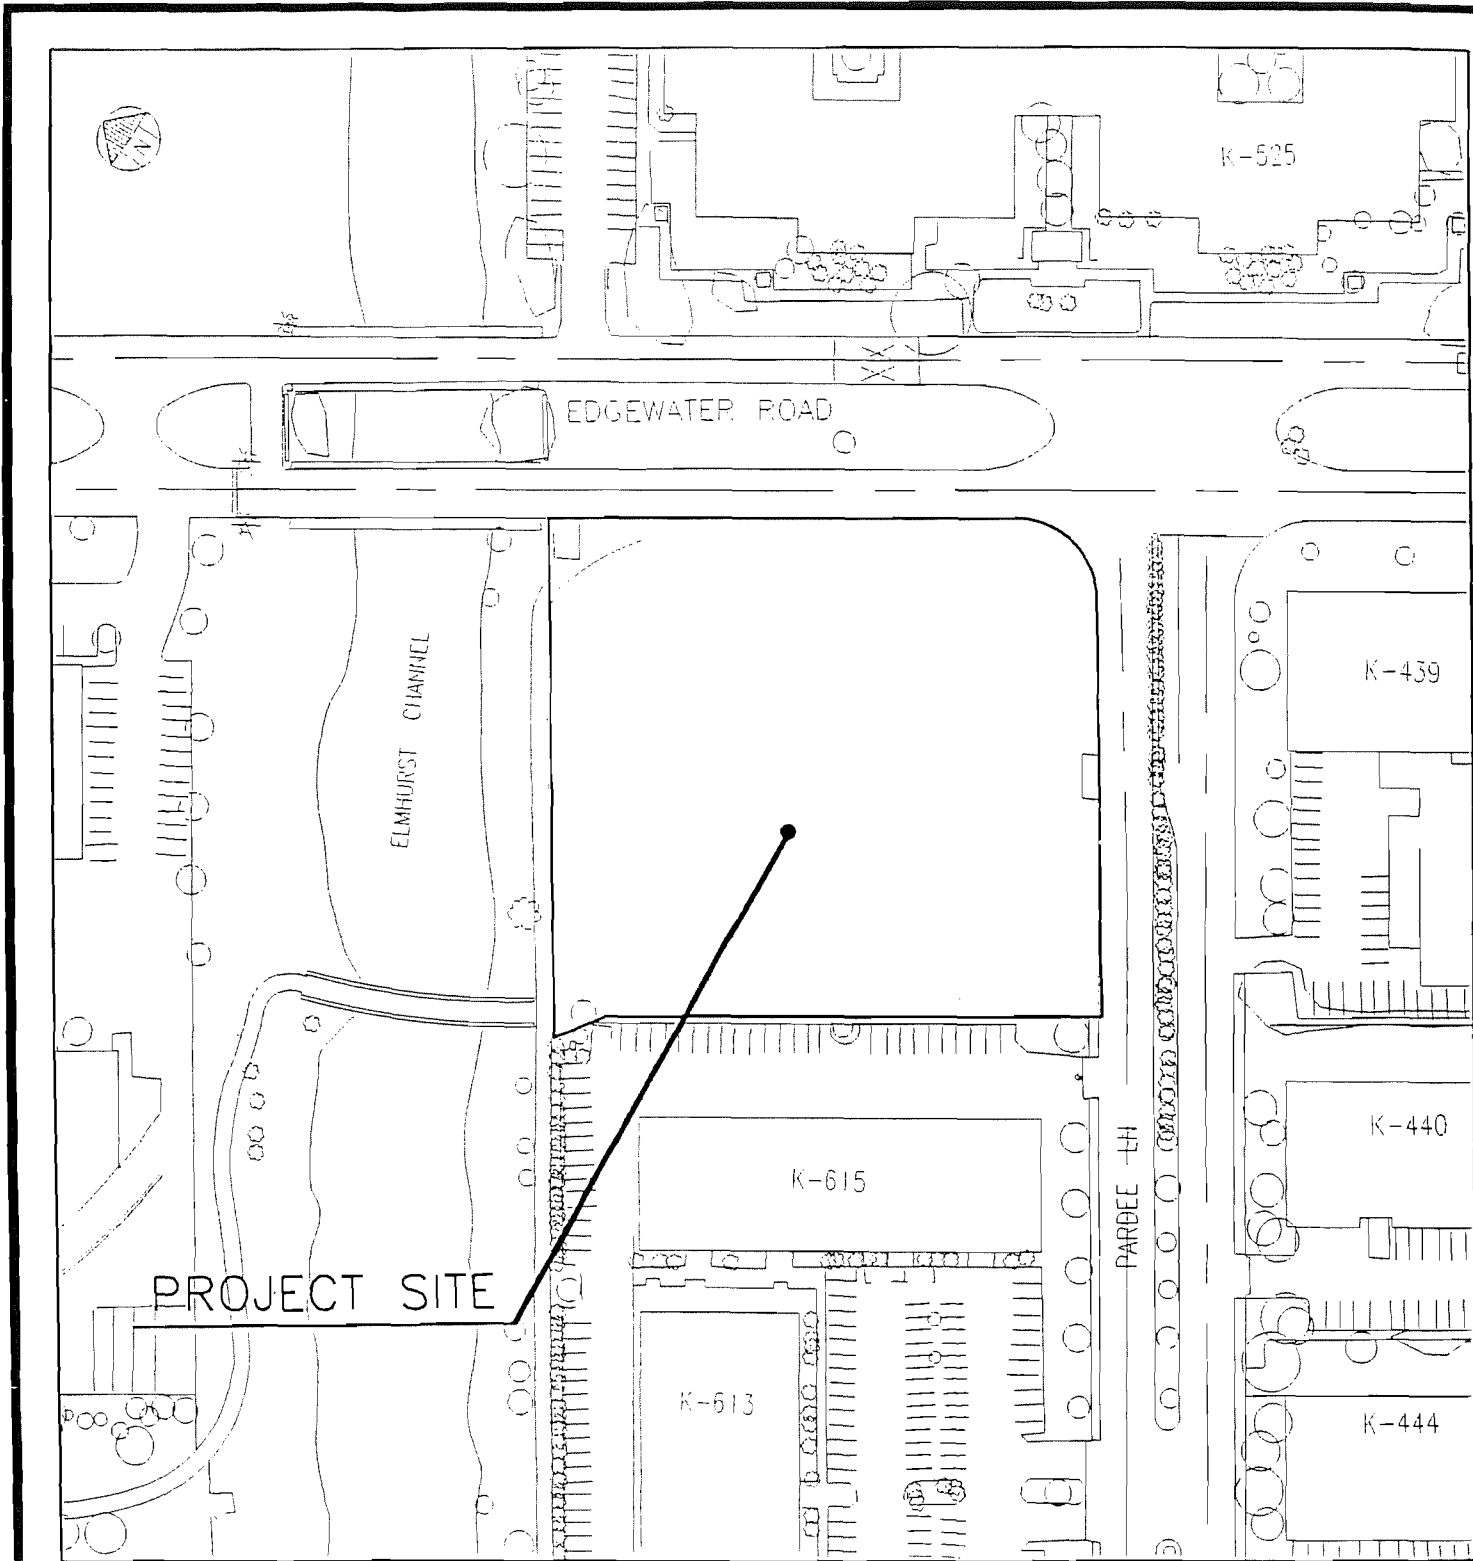 N
K-525
EDGEWATER ROAD
ELMHURST CHANNEL
K-439
K-440
K-615
PARDEE LN
PROJECT SITE
K-613
K-444